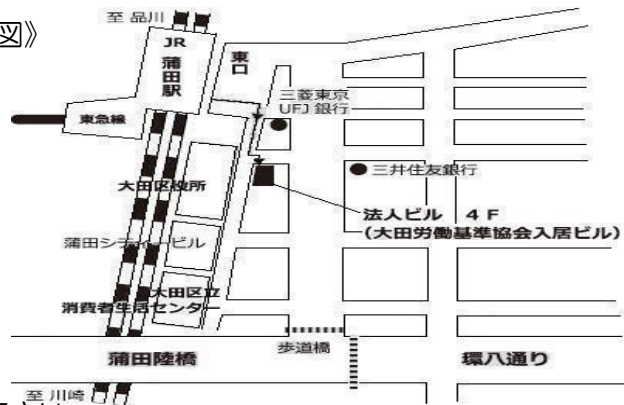 図》
至 品川
JR
蒲田駅
東口
三菱東京
UFJ 銀行
東急線
三井住友銀行
大田区役所
法人ビル 4F
(大田労働基準協会入居ビル)
蒲田シティービル
大田区立
消費者生活センター
歩道橋
蒲田陸橋
環八通り
至 川崎